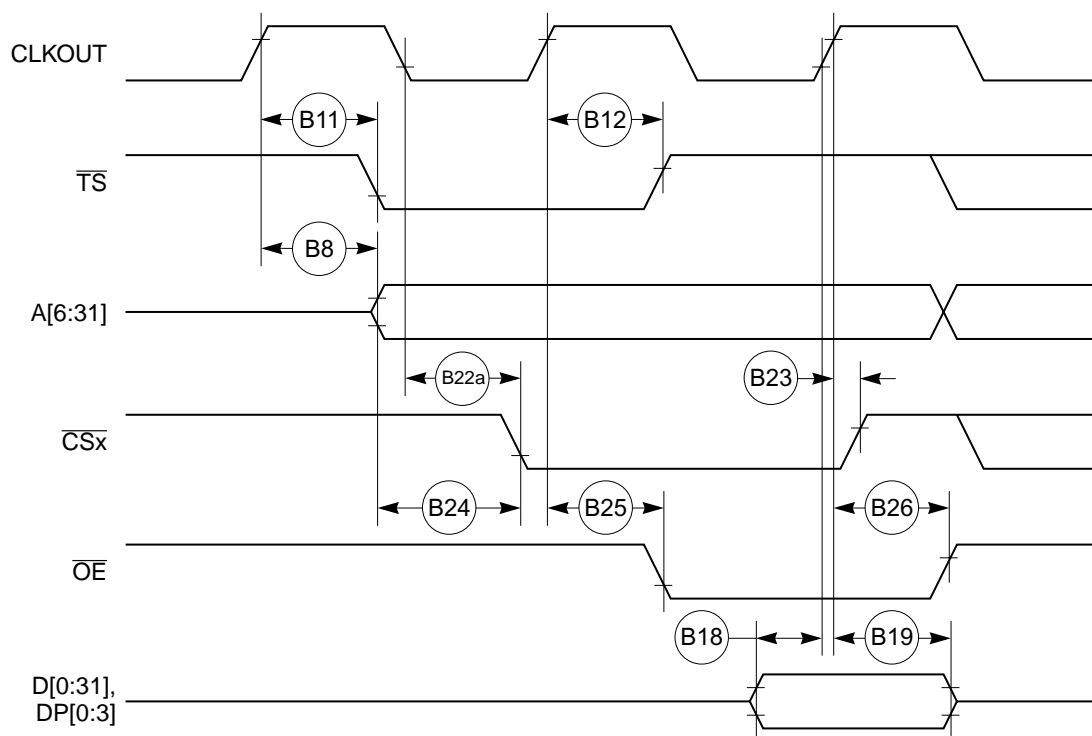 CLKOUT
B11
B12
TS
B8
A[6:31]
B22a
B23
CSx
B24
B25
B26
OE
B18
B19
D[0:31],
DP[0:3]